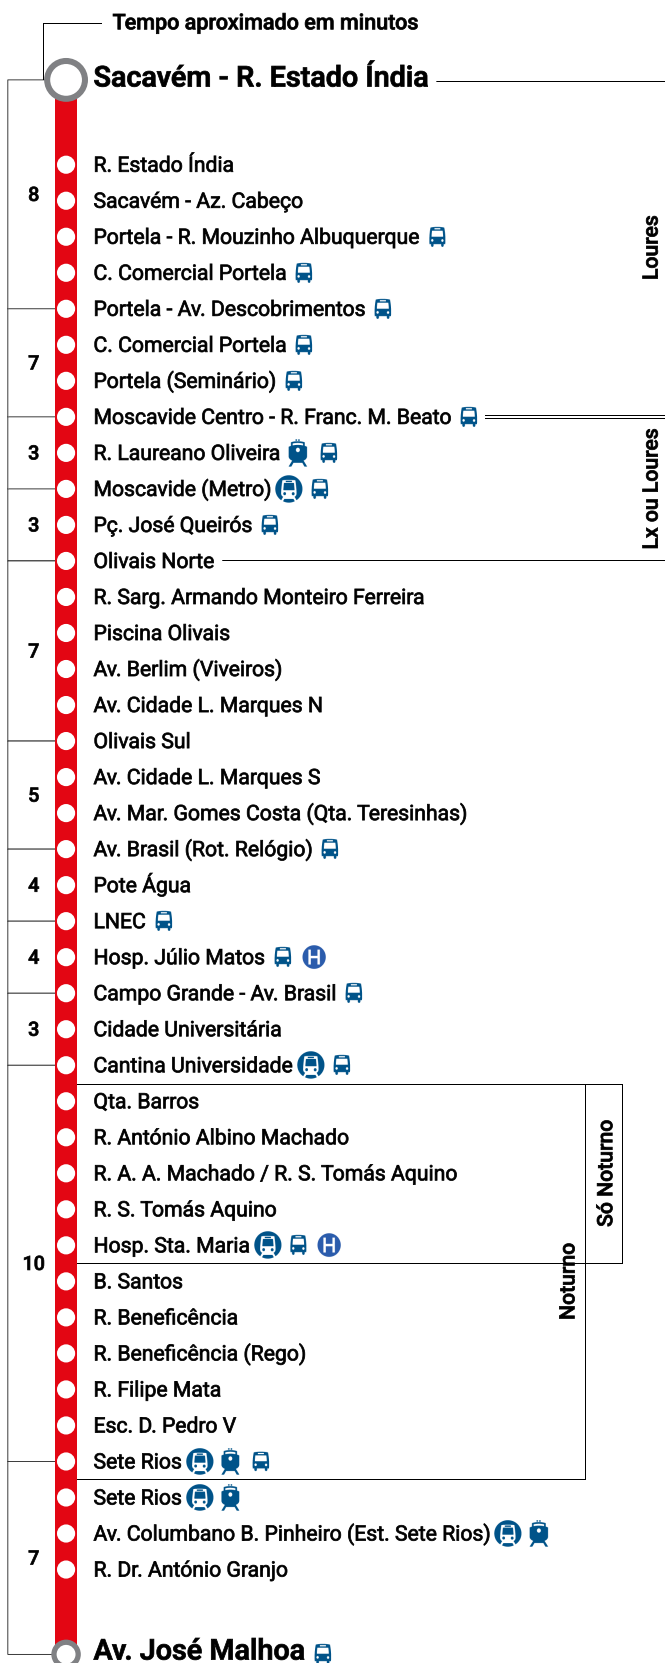 Tempo aproximado em minutos
Sacavém - R. Estado Índia
8
R. Estado Índia
Sacavém - Az. Cabeço
Portela - R. Mouzinho Albuquerque
C. Comercial Portela
Loures
Portela - Av. Descobrimentos
7
C. Comercial Portela
Portela (Seminário)
Moscavide Centro - R. Franc. M. Beato
3
R. Laureano Oliveira
Moscavide (Metro)
Lx ou Loures
3
Pç. José Queirós
Olivais Norte
R. Sarg. Armando Monteiro Ferreira
7
Piscina Olivais
Av. Berlim (Viveiros)
Av. Cidade L. Marques N
Olivais Sul
5
Av. Cidade L. Marques S
Av. Mar. Gomes Costa (Qta. Teresinhas)
Av. Brasil (Rot. Relógio)
4
Pote Água
LNEC
4
Hosp. Júlio Matos
H
Campo Grande - Av. Brasil
3
Cidade Universitária
Cantina Universidade
Qta. Barros
R. António Albino Machado
R. A. A. Machado / R. S. Tomás Aquino
Só Noturno
R. S. Tomás Aquino
Hosp. Sta. Maria
H
10
Noturno
B. Santos
R. Beneficência
R. Beneficência (Rego)
R. Filipe Mata
Esc. D. Pedro V
Sete Rios
Sete Rios
7
Av. Columbano B. Pinheiro (Est. Sete Rios)
R. Dr. António Granjo
Av. José Malhoa